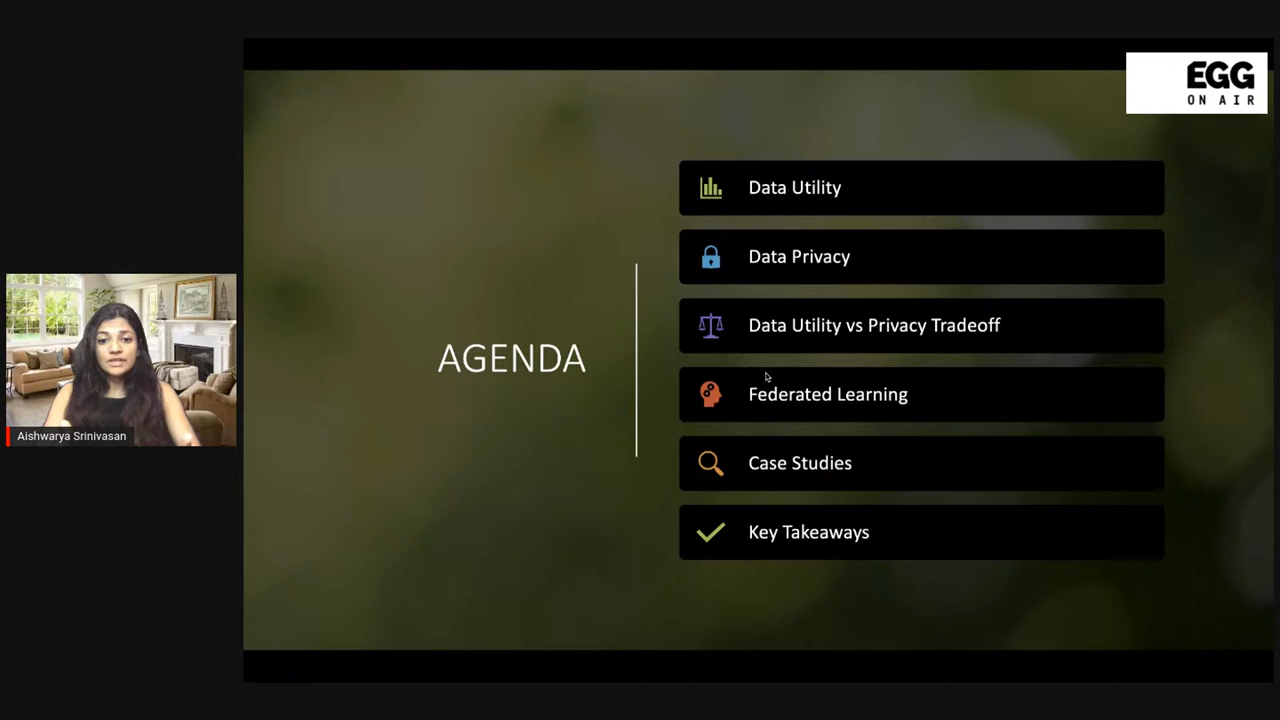 EGG
ON AIR
Data Utility
Data Privacy
Data Utility vs Privacy Tradeoff
AGENDA
Federated Learning
Case Studies
Key Takeaways
Aishwarya Srinivasan